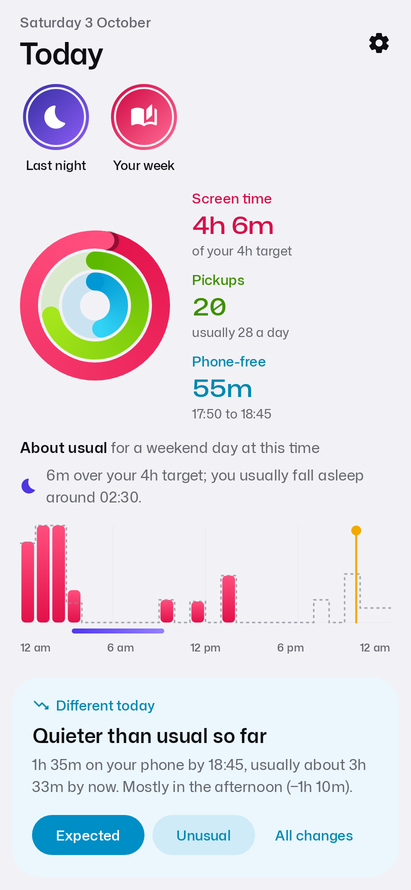 Saturday 3 October
Today
Last night
Your week
Screen time
4h 6m
of your 4h target
Pickups
20
usually 28 a day
Phone-free
55m
17:50 to 18:45
About usual for a weekend day at this time
6m over your 4h target; you usually fall asleep
around 02:30.
12 am
6 am
12 pm
6 pm
12 am
Different today
Quieter than usual so far
1h 35m on your phone by 18:45, usually about 3h
33m by now. Mostly in the afternoon (−1h 10m).
Expected
Unusual
All changes